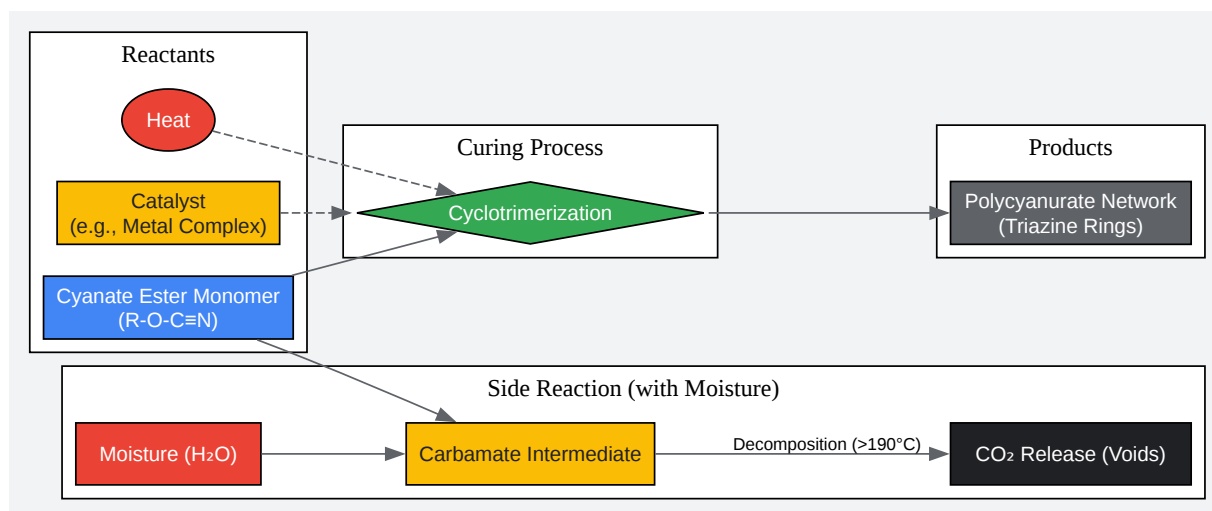 Reactants
Heat
Catalyst
(e.g., Metal Complex)
Cyanate Ester Monomer
(R-O-C≡N)
Curing Process
Cyclotrimerization
Products
Polycyanurate Network
(Triazine Rings)
Side Reaction (with Moisture)
Moisture (H₂O)
Carbamate Intermediate
Decomposition (>190°C)
CO₂ Release (Voids)